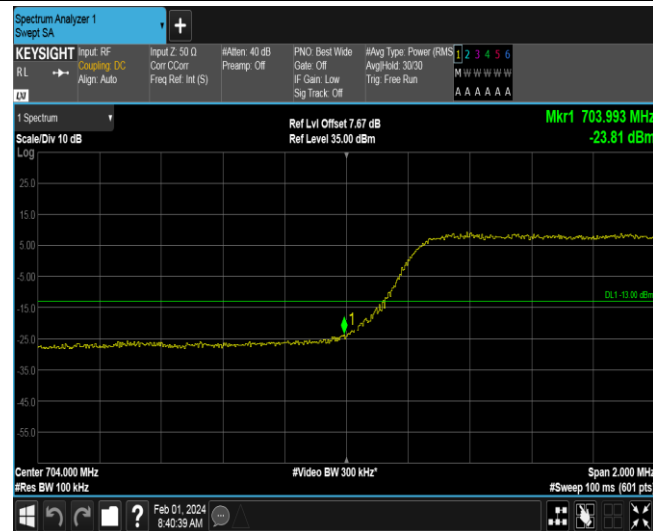 Spectrum Analyzer 1
Swept SA
+
KEYSIGHT
RL
LXI
Input: RF
Coupling: DC
Align: Auto
Input Z: 50 Ω
Corr CCorr
Freq Ref: Int (S)
#Atten: 40 dB
Preamp: Off
PNO: Best Wide
Gate: Off
IF Gain: Low
Sig Track: Off
#Avg Type: Power (RMS
Avg|Hold: 30/30
Trig: Free Run
1 2 3 4 5 6
M W W W W W
A A A A A A
1 Spectrum
Scale/Div 10 dB
Log
Ref Lvl Offset 7.67 dB
Ref Level 35.00 dBm
Mkr1 703.993 MHz
-23.81 dBm
25.0
15.0
5.00
-5.00
DL1 -13.00 dBm
-15.0
1
-25.0
-35.0
-45.0
-55.0
Center 704.000 MHz
#Video BW 300 kHz*
Span 2.000 MHz
#Res BW 100 kHz
#Sweep 100 ms (601 pts)
?
Feb 01, 2024
8:40:39 AM